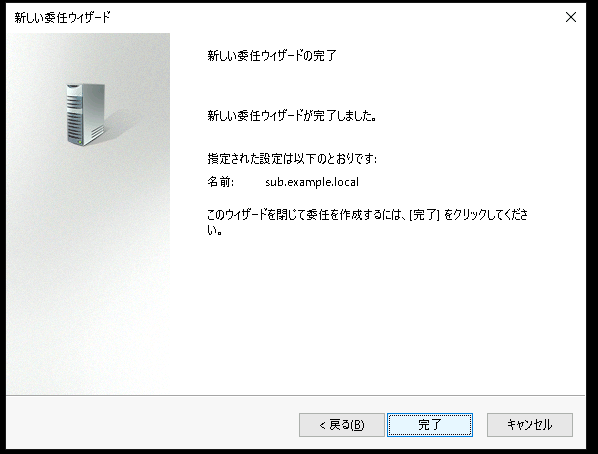 新しい委任ウィザード
新しい委任ウィザードの完了
新しい委任ウィザードが完了しました。
指定された設定は以下のとおりです:
名前: sub.example.local
このウィザードを閉じて委任を作成するには、[完了] をクリックしてくださ
い。
< 戻る(B) 完了 キャンセル